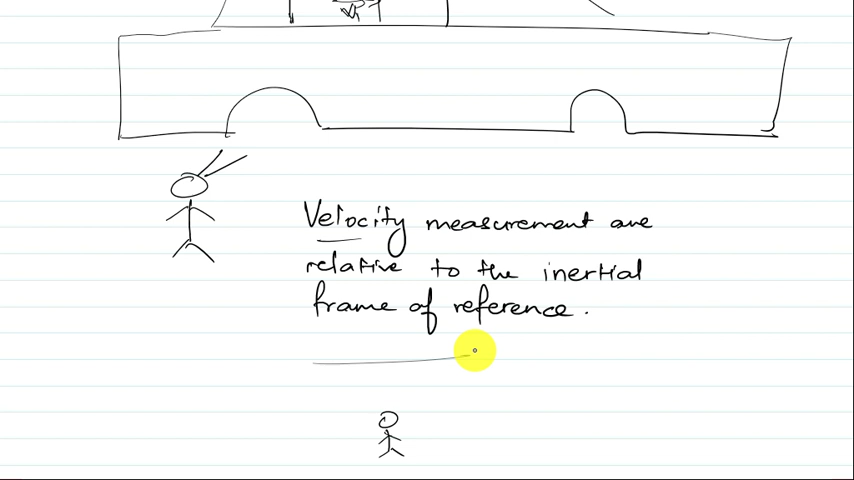 Velocity measurement are
relative to the inertial
frame of reference.